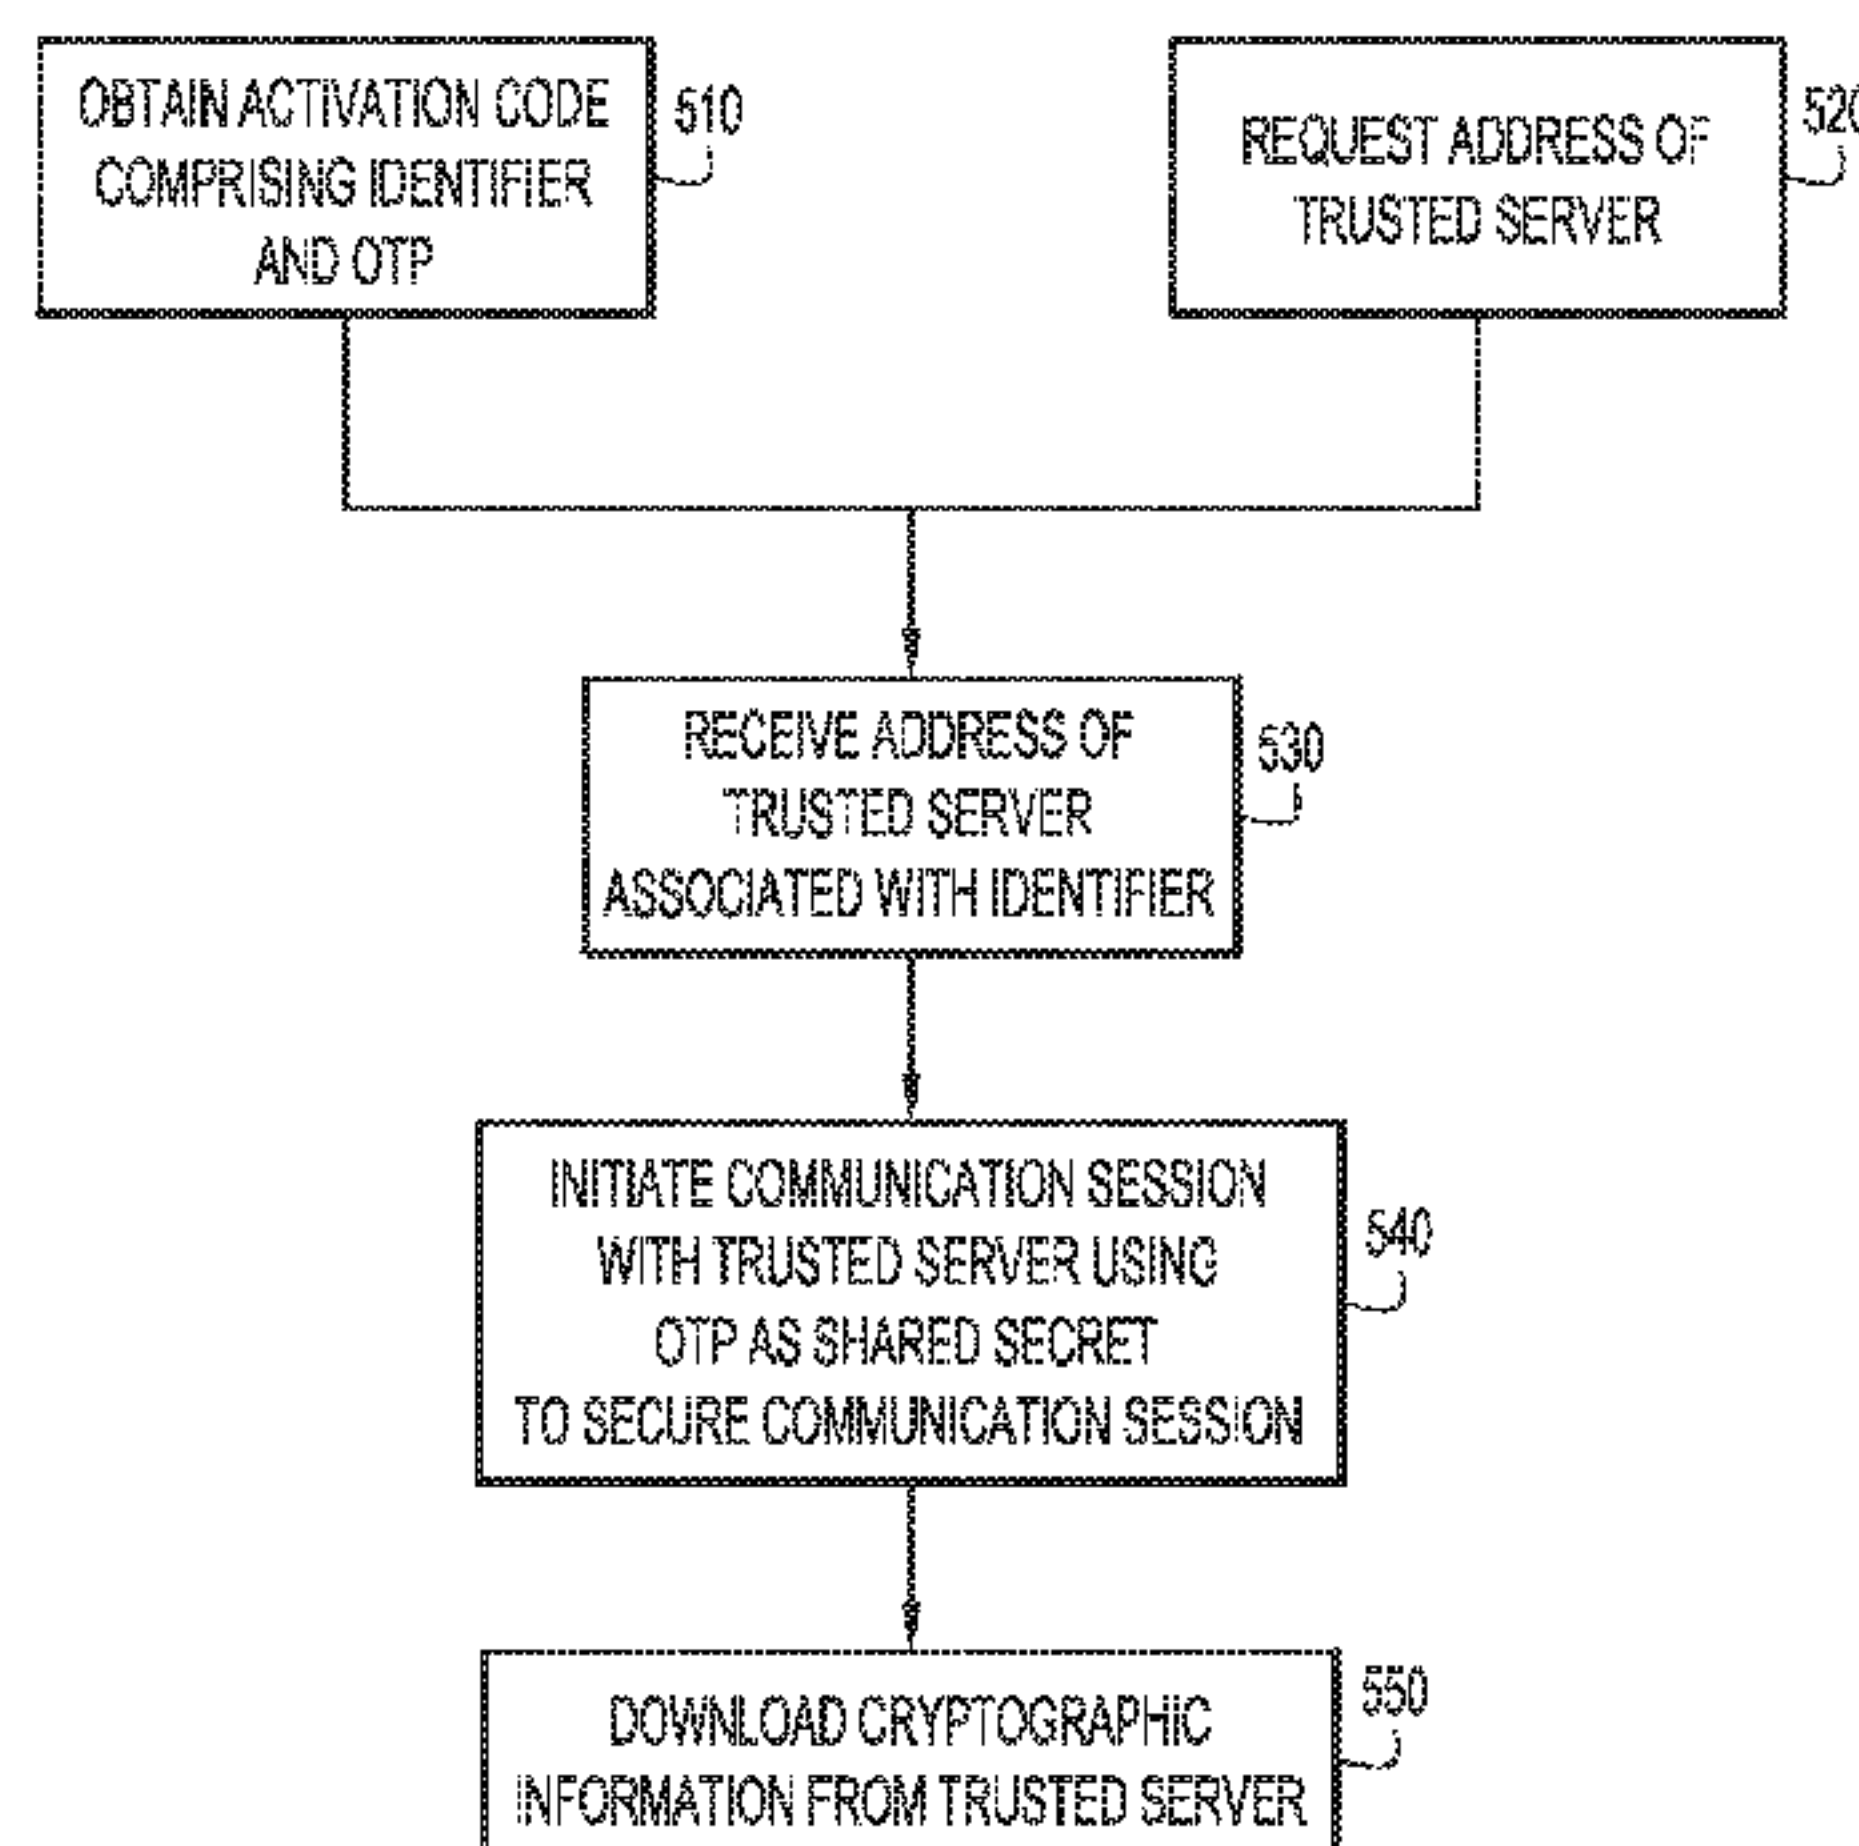 OBTAIN ACTIVATION CODE
COMPRISING IDENTIFIER
AND OTP
510
REQUEST ADDRESS OF
TRUSTED SERVER
520
RECEIVE ADDRESS OF
TRUSTED SERVER
ASSOCIATED WITH IDENTIFIER
530
INITIATE COMMUNICATION SESSION
WITH TRUSTED SERVER USING
OTP AS SHARED SECRET
TO SECURE COMMUNICATION SESSION
540
DOWNLOAD CRYPTOGRAPHIC
INFORMATION FROM TRUSTED SERVER
550